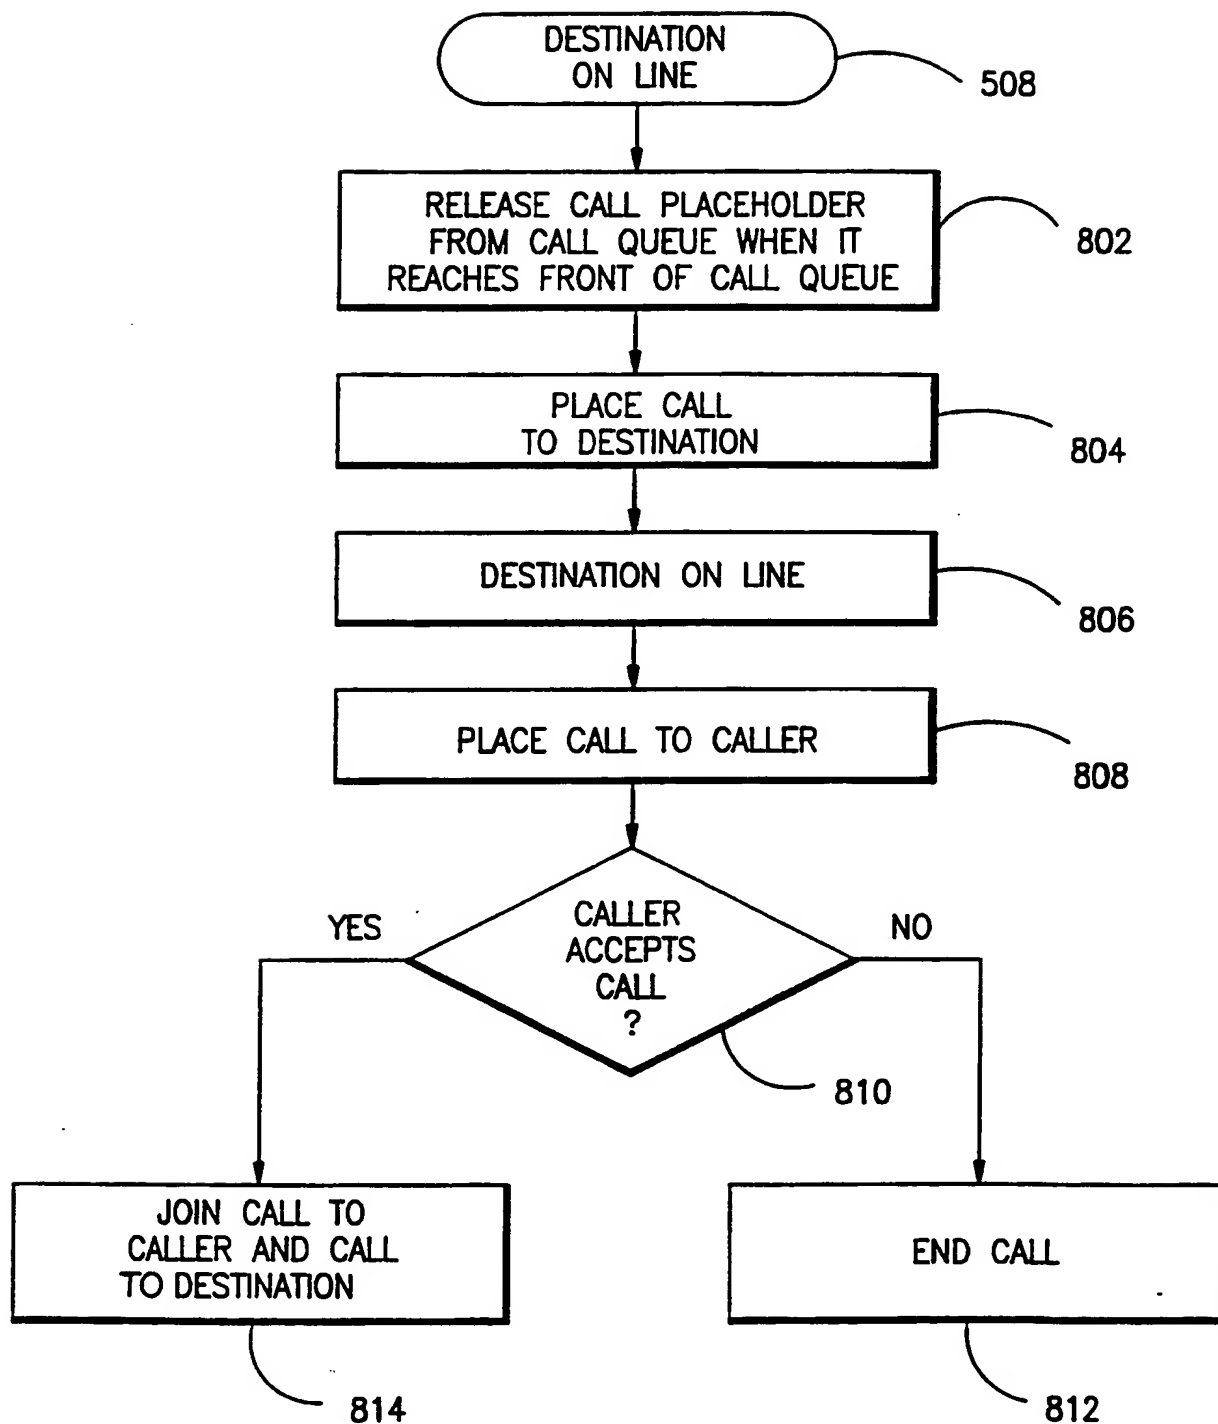 DESTINATION
ON LINE
508
RELEASE CALL PLACEHOLDER
FROM CALL QUEUE WHEN IT
REACHES FRONT OF CALL QUEUE
802
PLACE CALL
TO DESTINATION
804
DESTINATION ON LINE
806
PLACE CALL TO CALLER
808
CALLER
ACCEPTS
CALL
?
YES
NO
810
JOIN CALL TO
CALLER AND CALL
TO DESTINATION
814
END CALL
812